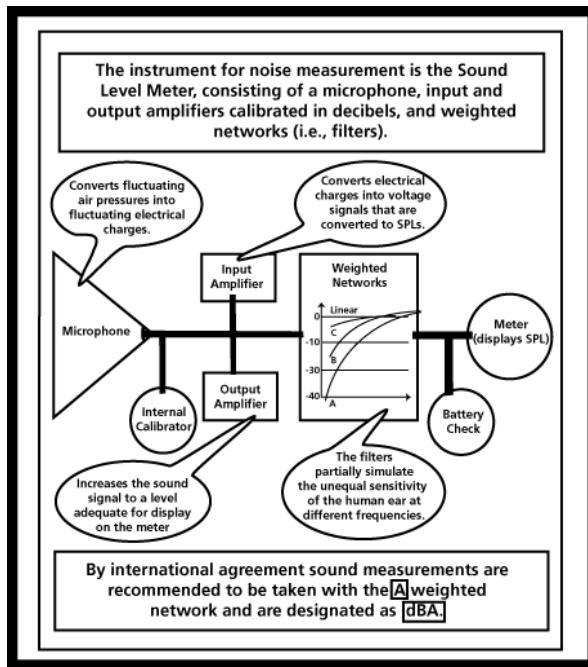 The instrument for noise measurement is the Sound
Level Meter, consisting of a microphone, input and
output amplifiers calibrated in decibels, and weighted
networks (i.e., filters).
Converts fluctuating
air pressures into
fluctuating electrical
charges.
Converts electrical
charges into voltage
signals that are
converted to SPLs.
Input
Amplifier
Weighted
Networks
Linear
0
C
-10
B
-30
-40
A
Microphone
Meter
(displays SPL)
Internal
Calibrator
Output
Amplifier
Battery
Check
Increases the sound
signal to a level
adequate for display
on the meter
The filters
partially simulate
the unequal sensitivity
of the human ear at
different frequencies.
By international agreement sound measurements are
recommended to be taken with the A weighted
network and are designated as dBA.